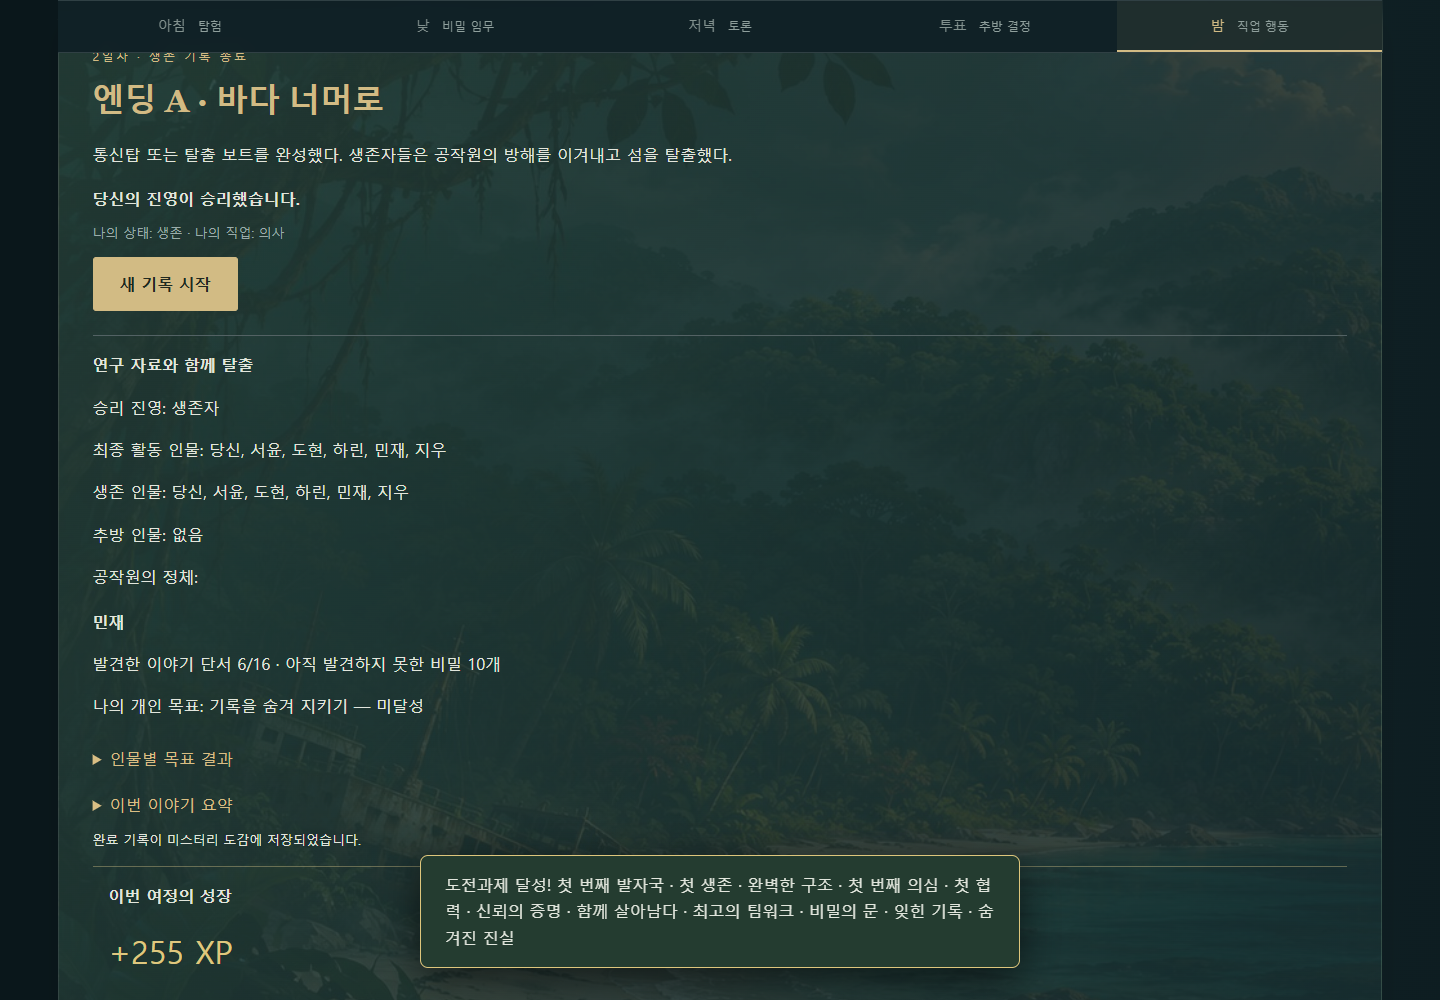 아침 탐험
낮 비밀 임무
저녁 토론
투표 추방 결정
밤 직업 행동
2일차 · 생존 기록 종료
엔딩 A · 바다 너머로
통신탑 또는 탈출 보트를 완성했다. 생존자들은 공작원의 방해를 이겨내고 섬을 탈출했다.
당신의 진영이 승리했습니다.
나의 상태: 생존 · 나의 직업: 의사
새 기록 시작
연구 자료와 함께 탈출
승리 진영: 생존자
최종 활동 인물: 당신, 서윤, 도현, 하린, 민재, 지우
생존 인물: 당신, 서윤, 도현, 하린, 민재, 지우
추방 인물: 없음
공작원의 정체:
민재
발견한 이야기 단서 6/16 · 아직 발견하지 못한 비밀 10개
나의 개인 목표: 기록을 숨겨 지키기 — 미달성
▶ 인물별 목표 결과
▶ 이번 이야기 요약
완료 기록이 미스터리 도감에 저장되었습니다.
이번 여정의 성장
+255 XP
도전과제 달성! 첫 번째 발자국 · 첫 생존 · 완벽한 구조 · 첫 번째 의심 · 첫 협
력 · 신뢰의 증명 · 함께 살아남다 · 최고의 팀워크 · 비밀의 문 · 잊힌 기록 · 숨
겨진 진실